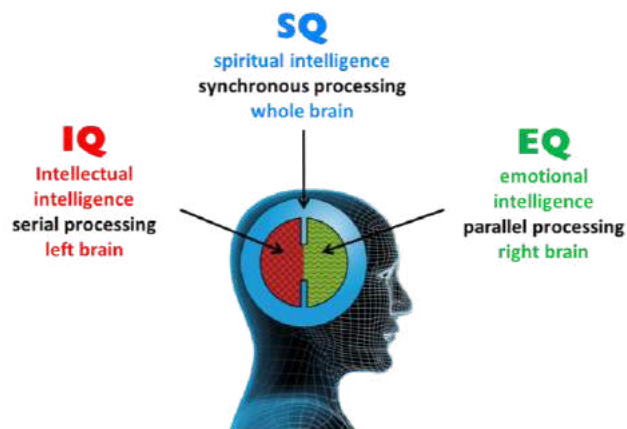 SQ
spiritual intelligence
synchronous processing
whole brain
IQ
Intellectual
intelligence
serial processing
left brain
EQ
emotional
intelligence
parallel processing
right brain